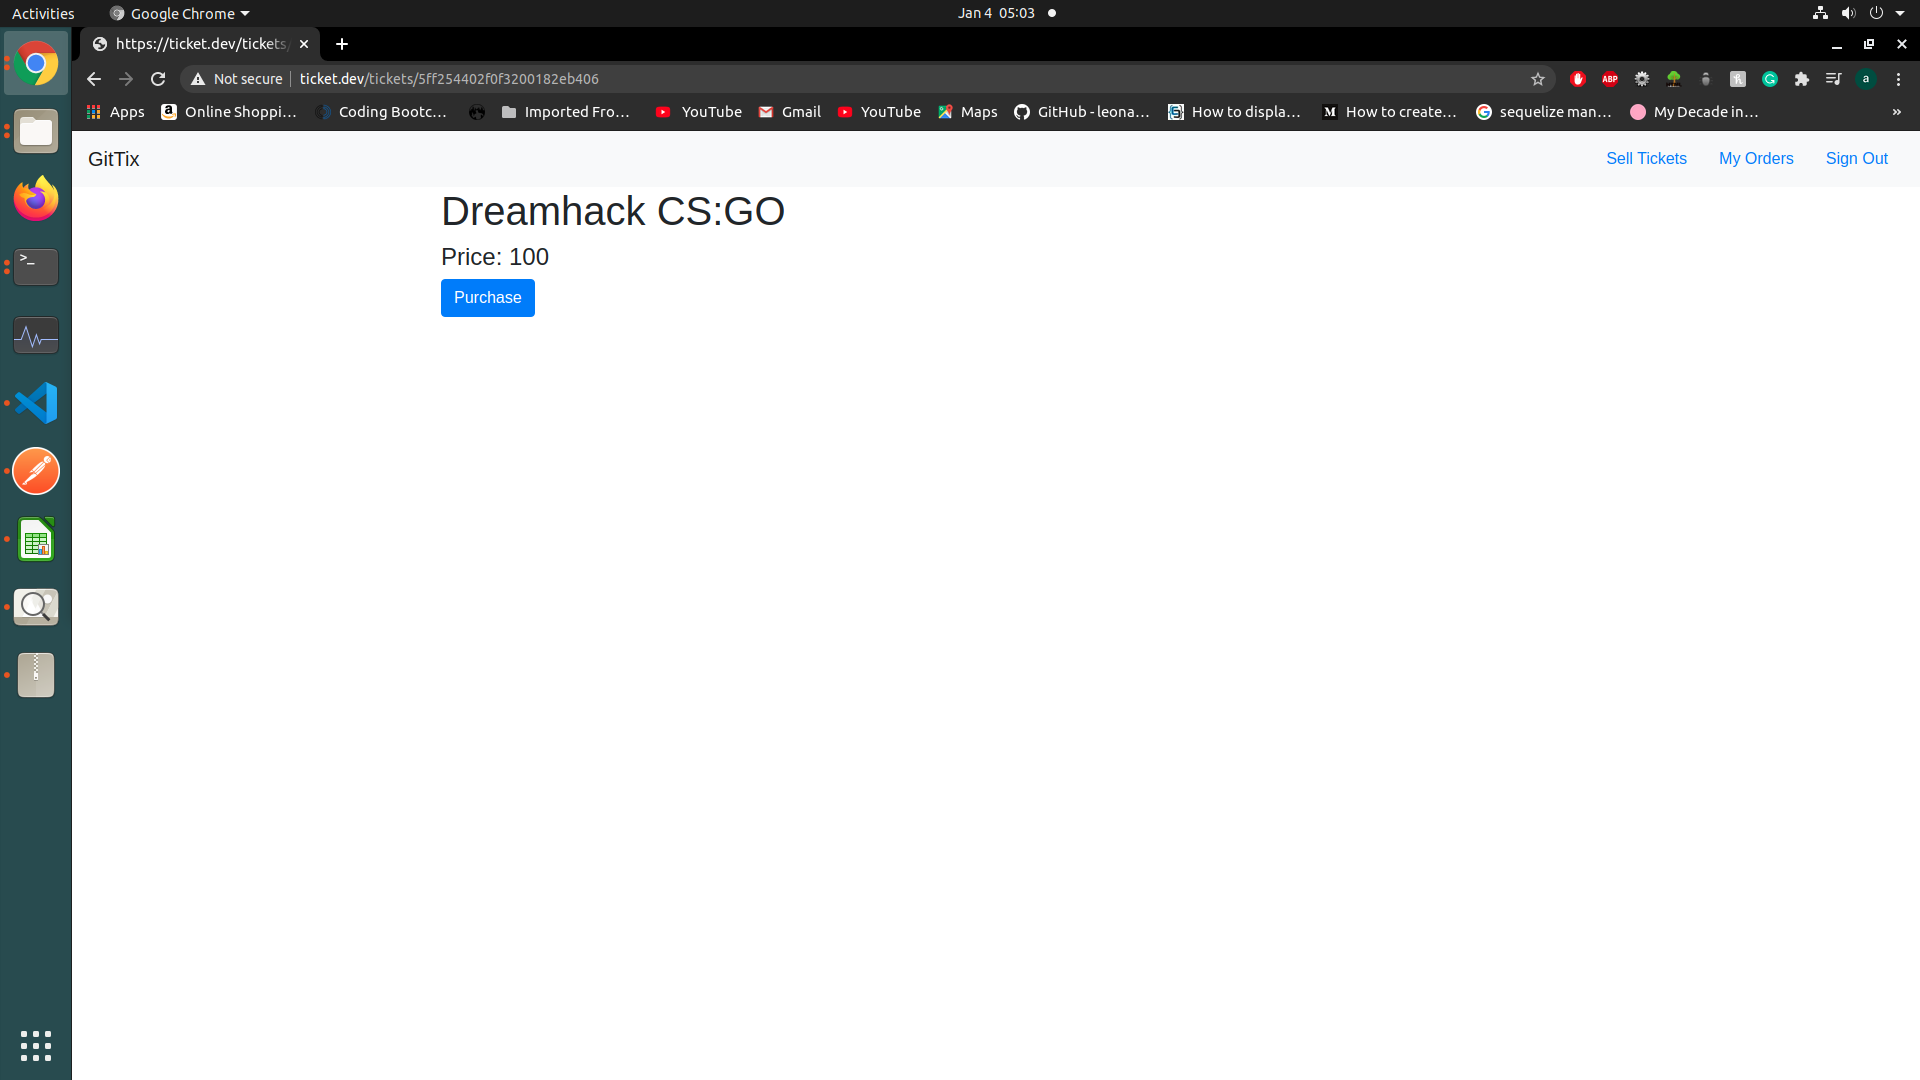 Activities
Google Chrome
Jan 4 05:03
https://ticket.dev/tickets/
Not secure
ticket.dev/tickets/5ff254402f0f3200182eb406
ABP
a
Apps
Online Shoppi…
Coding Bootc…
Imported Fro…
YouTube
Gmail
YouTube
Maps
GitHub - leona…
How to displa…
How to create…
sequelize man…
My Decade in…
»
GitTix
Sell Tickets
My Orders
Sign Out
Dreamhack CS:GO
Price: 100
Purchase